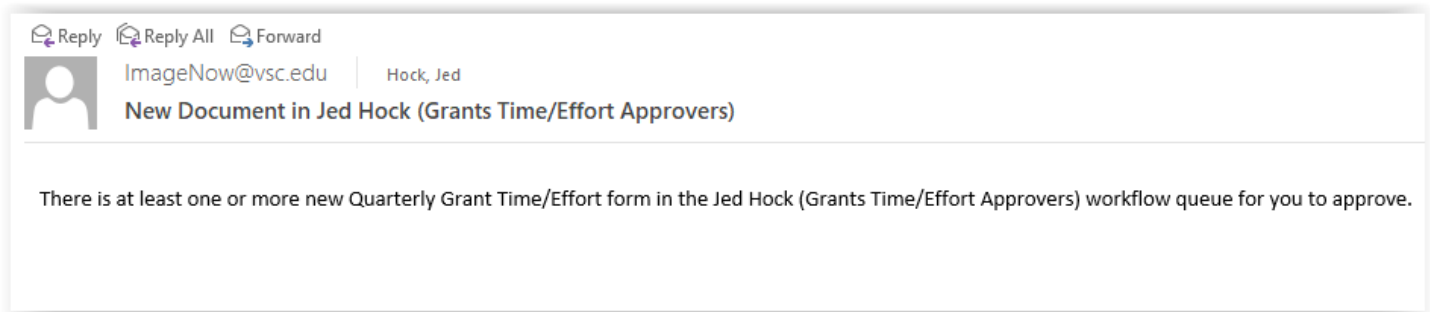 Reply Reply All Forward
ImageNow@vsc.edu Hock, Jed
New Document in Jed Hock (Grants Time/Effort Approvers)
There is at least one or more new Quarterly Grant Time/Effort form in the Jed Hock (Grants Time/Effort Approvers) workflow queue for you to approve.